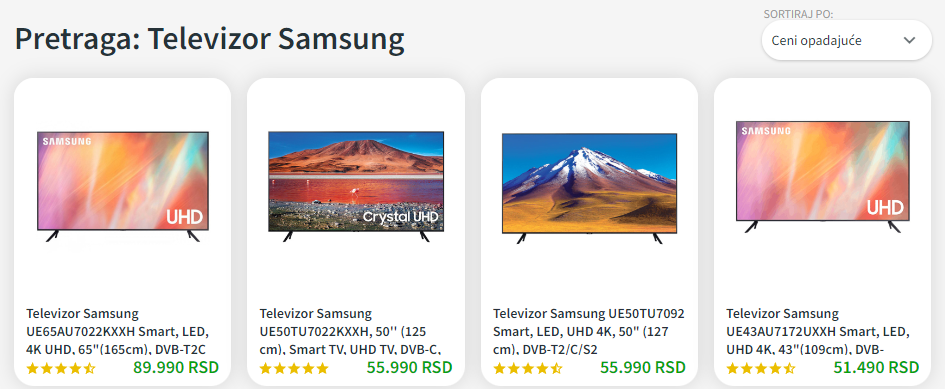 SORTIRAJ PO:
Pretraga: Televizor Samsung
Ceni opadajuće
SAMSUNG
UHD
Televizor Samsung
UE65AU7022KXXH Smart, LED,
4K UHD, 65"(165cm), DVB-T2C
89.990 RSD
Crystal UHD
Televizor Samsung
UE50TU7022KXXH, 50'' (125
cm), Smart TV, UHD TV, DVB-C,
55.990 RSD
Televizor Samsung UE50TU7092
Smart, LED, UHD 4K, 50" (127
cm), DVB-T2/C/S2
55.990 RSD
SAMSUNG
UHD
Televizor Samsung
UE43AU7172UXXH Smart, LED,
UHD 4K, 43"(109cm), DVB-
51.490 RSD